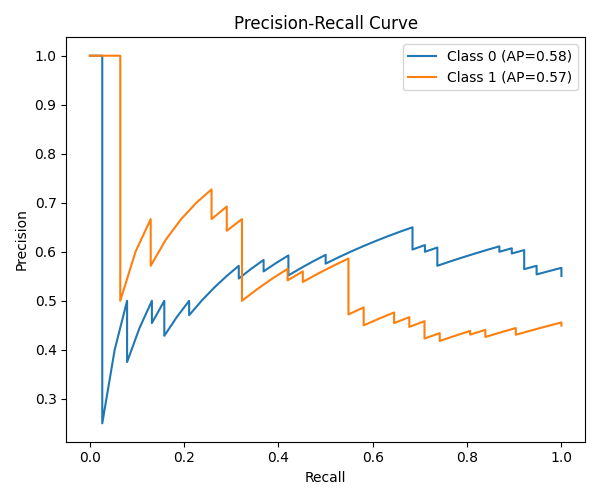 Precision-Recall Curve
Class 0 (AP=0.58)
Class 1 (AP=0.57)
Precision
1.0
0.9
0.8
0.7
0.6
0.5
0.4
0.3
0.0 0.2 0.4 0.6 0.8 1.0
Recall